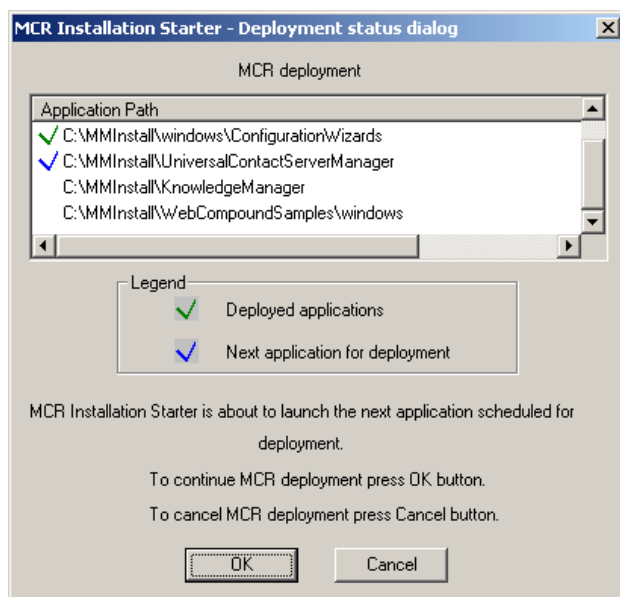 MCR Installation Starter - Deployment status dialog
MCR deployment
Application Path
C:\MMInstall\windows\ConfigurationWizards
C:\MMInstall\UniversalContactServerManager
C:\MMInstall\KnowledgeManager
C:\MMInstall\WebCompoundSamples\windows
Legend
Deployed applications
Next application for deployment
MCR Installation Starter is about to launch the next application scheduled for
deployment.
To continue MCR deployment press OK button.
To cancel MCR deployment press Cancel button.
OK Cancel